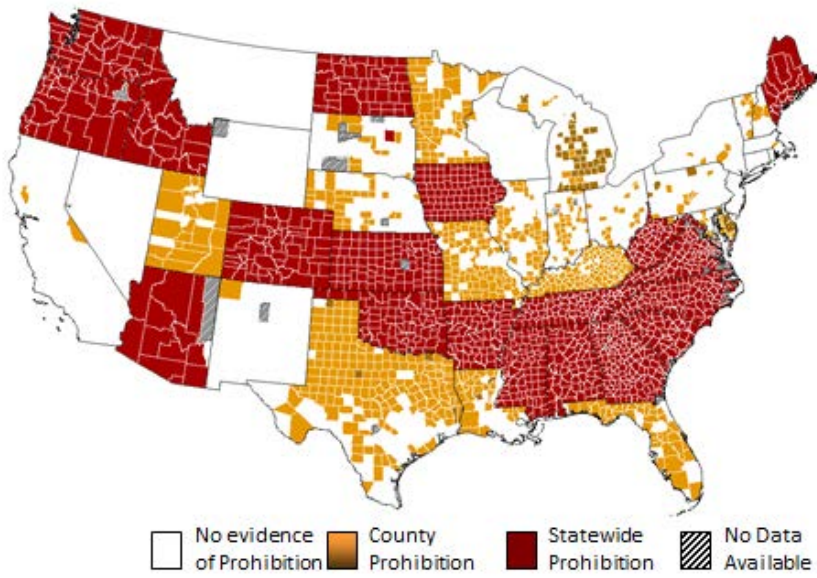 No evidence
of Prohibition
County
Prohibition
Statewide
Prohibition
No Data
Available